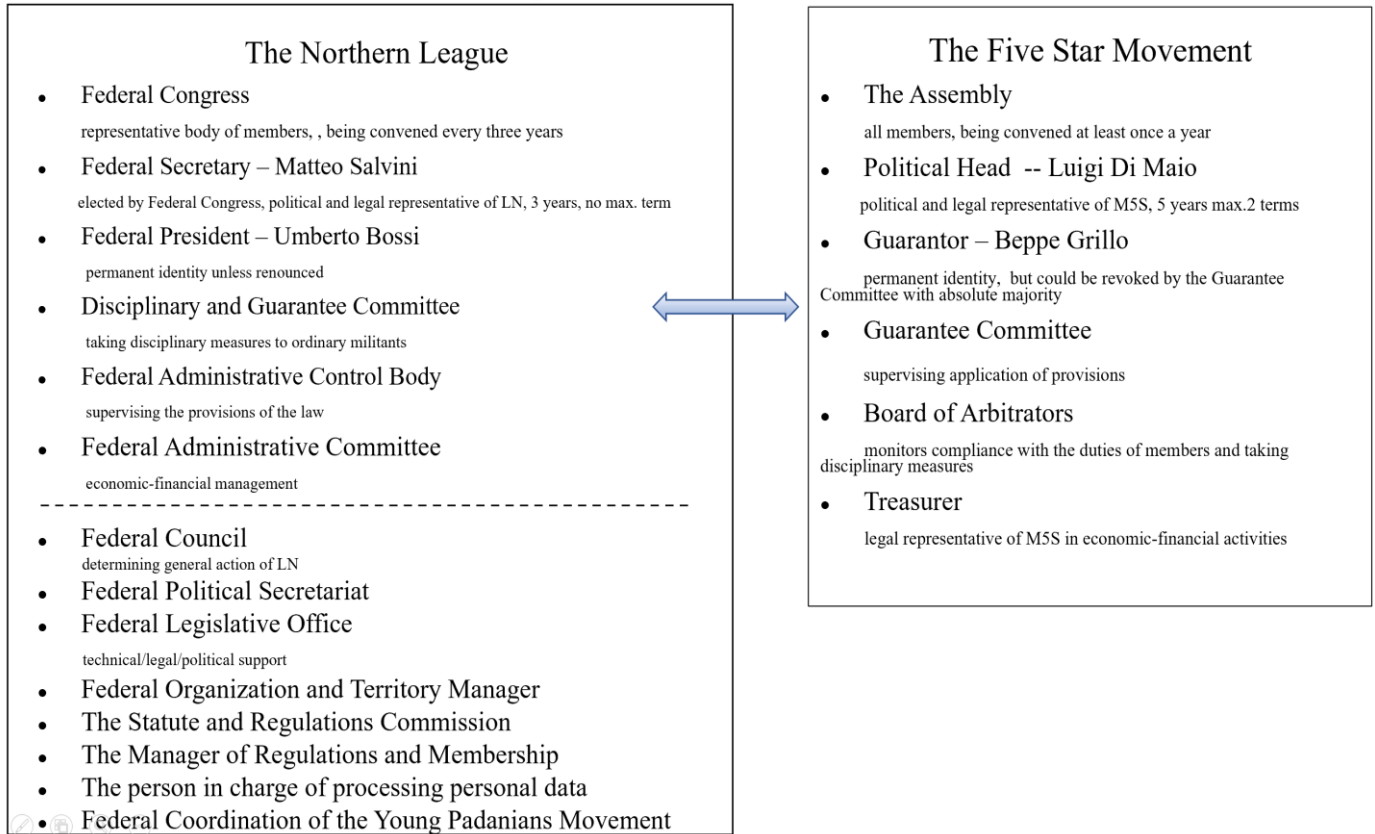 The Northern League
• Federal Congress
representative body of members, , being convened every three years
• Federal Secretary – Matteo Salvini
elected by Federal Congress, political and legal representative of LN, 3 years, no max. term
• Federal President – Umberto Bossi
permanent identity unless renounced
• Disciplinary and Guarantee Committee
taking disciplinary measures to ordinary militants
• Federal Administrative Control Body
supervising the provisions of the law
• Federal Administrative Committee
economic-financial management
• Federal Council
determining general action of LN
• Federal Political Secretariat
• Federal Legislative Office
technical/legal/political support
• Federal Organization and Territory Manager
• The Statute and Regulations Commission
• The Manager of Regulations and Membership
• The person in charge of processing personal data
• Federal Coordination of the Young Padanians Movement
The Five Star Movement
• The Assembly
all members, being convened at least once a year
• Political Head -- Luigi Di Maio
political and legal representative of M5S, 5 years max.2 terms
• Guarantor – Beppe Grillo
permanent identity, but could be revoked by the Guarantee
Committee with absolute majority
• Guarantee Committee
supervising application of provisions
• Board of Arbitrators
monitors compliance with the duties of members and taking
disciplinary measures
• Treasurer
legal representative of M5S in economic-financial activities